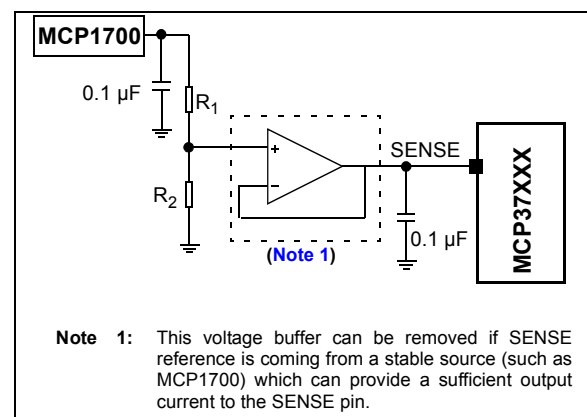 MCP1700
0.1 µF
R1
SENSE
R2
0.1 µF
MCP37XXX
(Note 1)
Note 1: This voltage buffer can be removed if SENSE
reference is coming from a stable source (such as
MCP1700) which can provide a sufficient output
current to the SENSE pin.